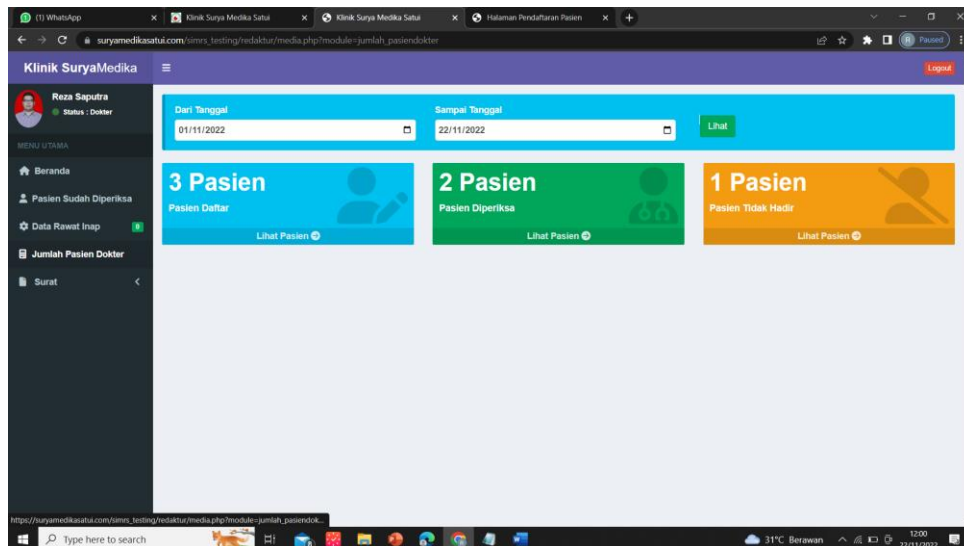 (1) WhatsApp
Klinik Surya Medika Satui
Klinik Surya Medika Satui
Halaman Pendaftaran Pasien
suryamedikasatui.com/simrs_testing/redaktur/media.php?module=jumlah_pasiendokter
R Paused
Klinik SuryaMedika
Logout
Reza Saputra
Status : Dokter
MENU UTAMA
Beranda
Pasien Sudah Diperiksa
Data Rawat Inap 0
Jumlah Pasien Dokter
Surat
Dari Tanggal
Sampai Tanggal
01/11/2022
22/11/2022
Lihat
3 Pasien
Pasien Daftar
Lihat Pasien
2 Pasien
Pasien Diperiksa
Lihat Pasien
1 Pasien
Pasien Tidak Hadir
Lihat Pasien
https://suryamedikasatui.com/simrs_testing/redaktur/media.php?module=jumlah_pasiendok...
Type here to search
31°C Berawan
12:00
22/11/2022